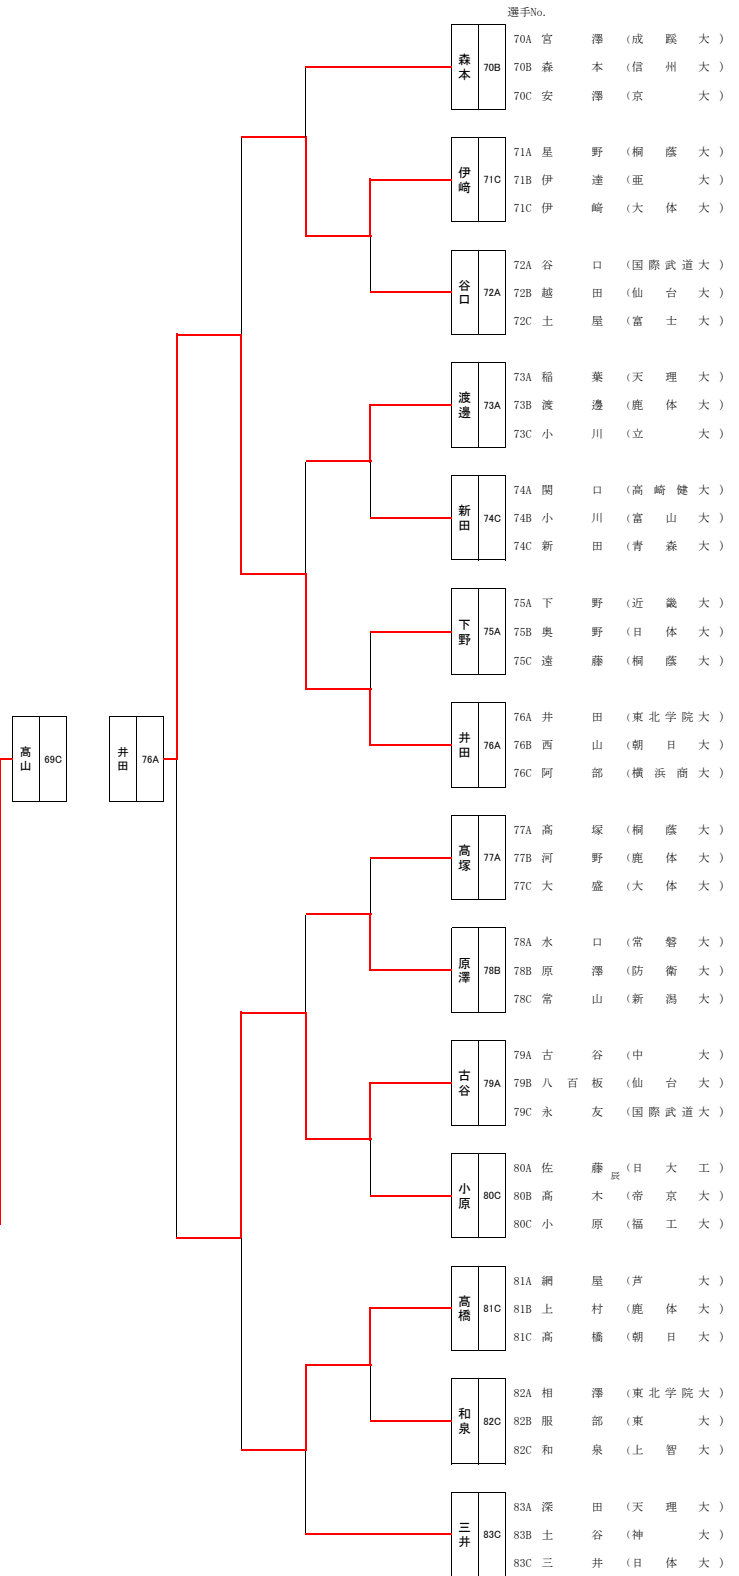 選手No.
森本 70B
70A 宮澤 (成蹊大)
70B 森本 (信州大)
70C 安澤 (京大)
伊﨑 71C
71A 星野 (桐蔭大)
71B 伊達 (亜大)
71C 伊﨑 (大体大)
谷口 72A
72A 谷口 (国際武道大)
72B 越田 (仙台大)
72C 土屋 (富士大)
渡邊 73A
73A 稲葉 (天理大)
73B 渡邊 (鹿体大)
73C 小川 (立大)
新田 74C
74A 関口 (高崎健大)
74B 小川 (富山大)
74C 新田 (青森大)
下野 75A
75A 下野 (近畿大)
75B 奥野 (日体大)
75C 遠藤 (桐蔭大)
髙山 69C
井田 76A
井田 76A
76A 井田 (東北学院大)
76B 西山 (朝日大)
76C 阿部 (横浜商大)
髙塚 77A
77A 髙塚 (桐蔭大)
77B 河野 (鹿体大)
77C 大盛 (大体大)
原澤 78B
78A 水口 (常磐大)
78B 原澤 (防衛大)
78C 常山 (新潟大)
古谷 79A
79A 古谷 (中大)
79B 八百板 (仙台大)
79C 永友 (国際武道大)
小原 80C
80A 佐藤辰 (日大工)
80B 髙木 (帝京大)
80C 小原 (福工大)
髙橋 81C
81A 網屋 (芦大)
81B 上村 (鹿体大)
81C 髙橋 (朝日大)
和泉 82C
82A 相澤 (東北学院大)
82B 服部 (東大)
82C 和泉 (上智大)
三井 83C
83A 深田 (天理大)
83B 土谷 (神大)
83C 三井 (日体大)